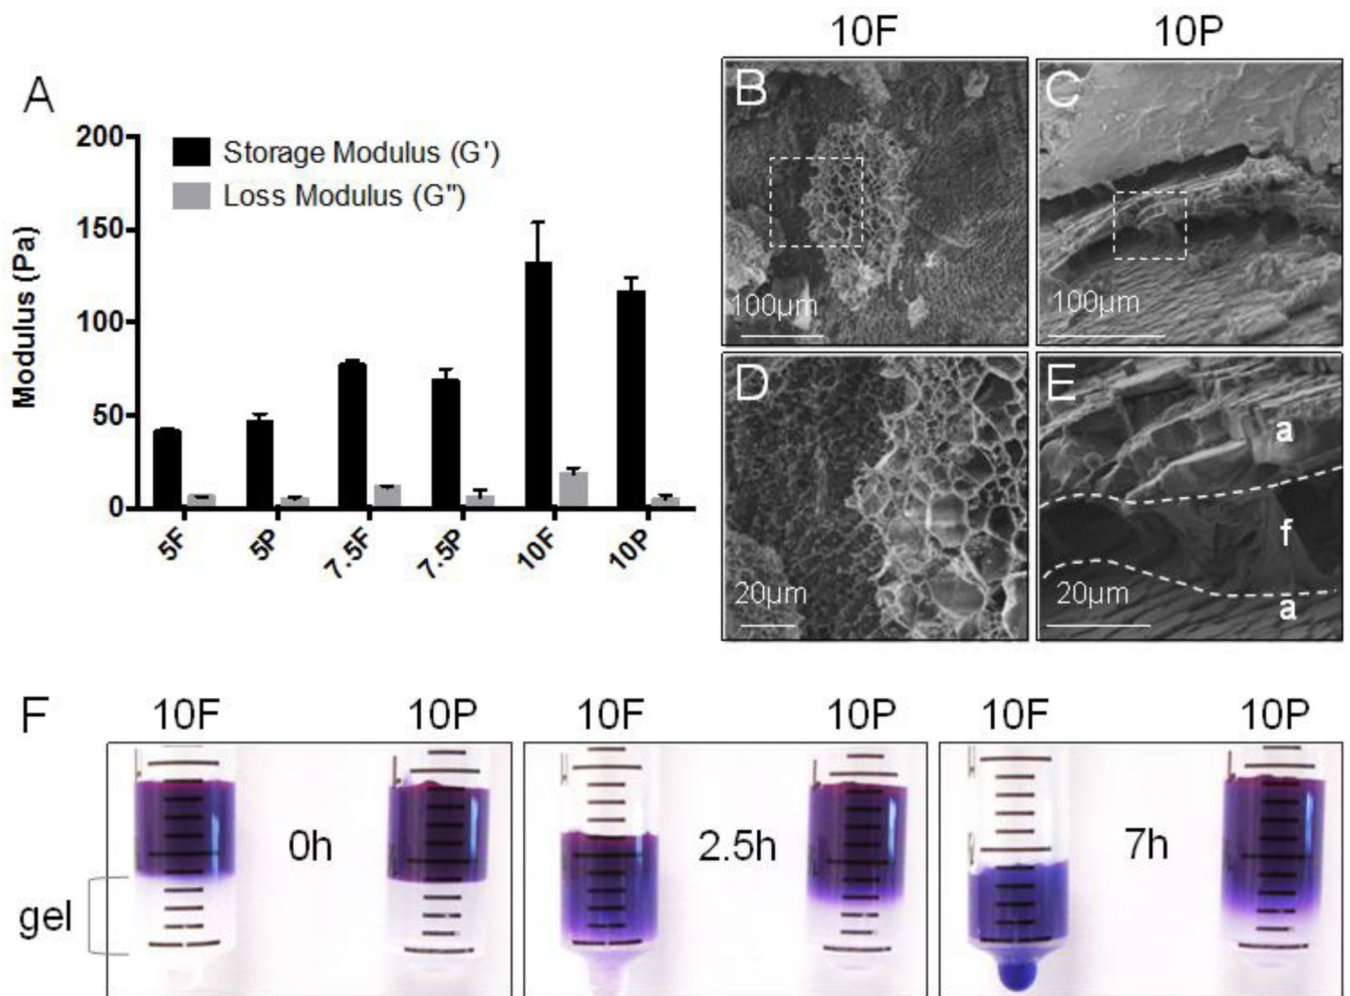 10F 10P
A
200
150
100
50
0
Modulus (Pa)
Storage Modulus (G')
Loss Modulus (G")
5F 5P 7.5F 7.5P 10F 10P
B
100µm
C
100µm
D
20µm
E
a
f
a
20µm
F
10F 10P 10F 10P 10F 10P
0h 2.5h 7h
gel